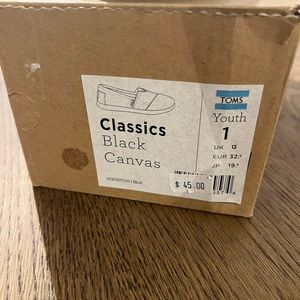 TOMS
Classics
Black
Canvas
Youth
1
UK 13
EUR 32.⁵
JP 19.⁵
$ 45.00